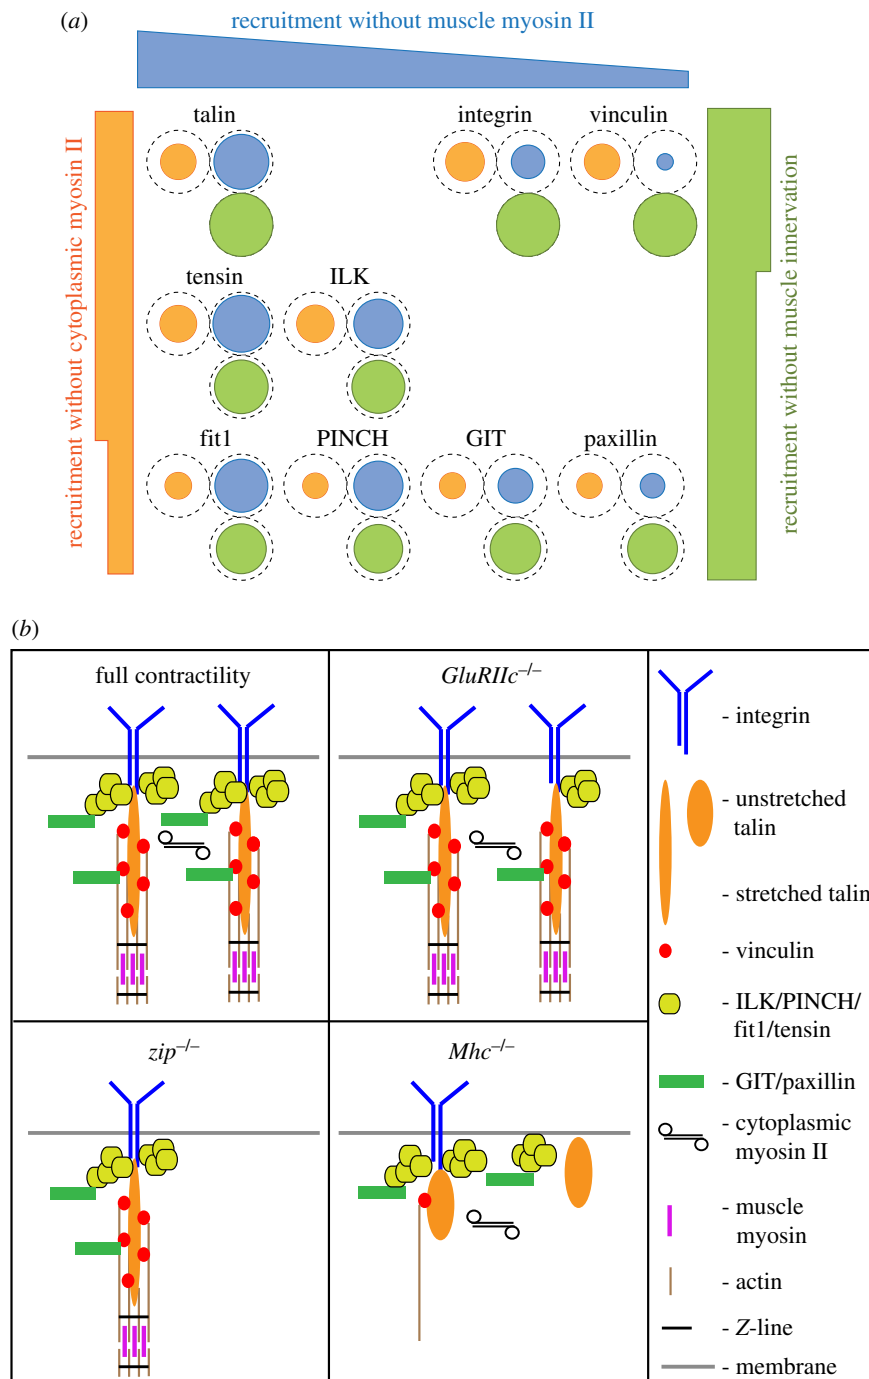 (a)
recruitment without muscle myosin II
recruitment without cytoplasmic myosin II
talin
integrin
vinculin
tensin
ILK
fit1
PINCH
GIT
paxillin
recruitment without muscle innervation
(b)
full contractility
GluRIIc–/–
zip–/–
Mhc–/–
- integrin
- unstretched
talin
- stretched talin
- vinculin
- ILK/PINCH/
fit1/tensin
- GIT/paxillin
- cytoplasmic
myosin II
- muscle
myosin
- actin
- Z-line
- membrane